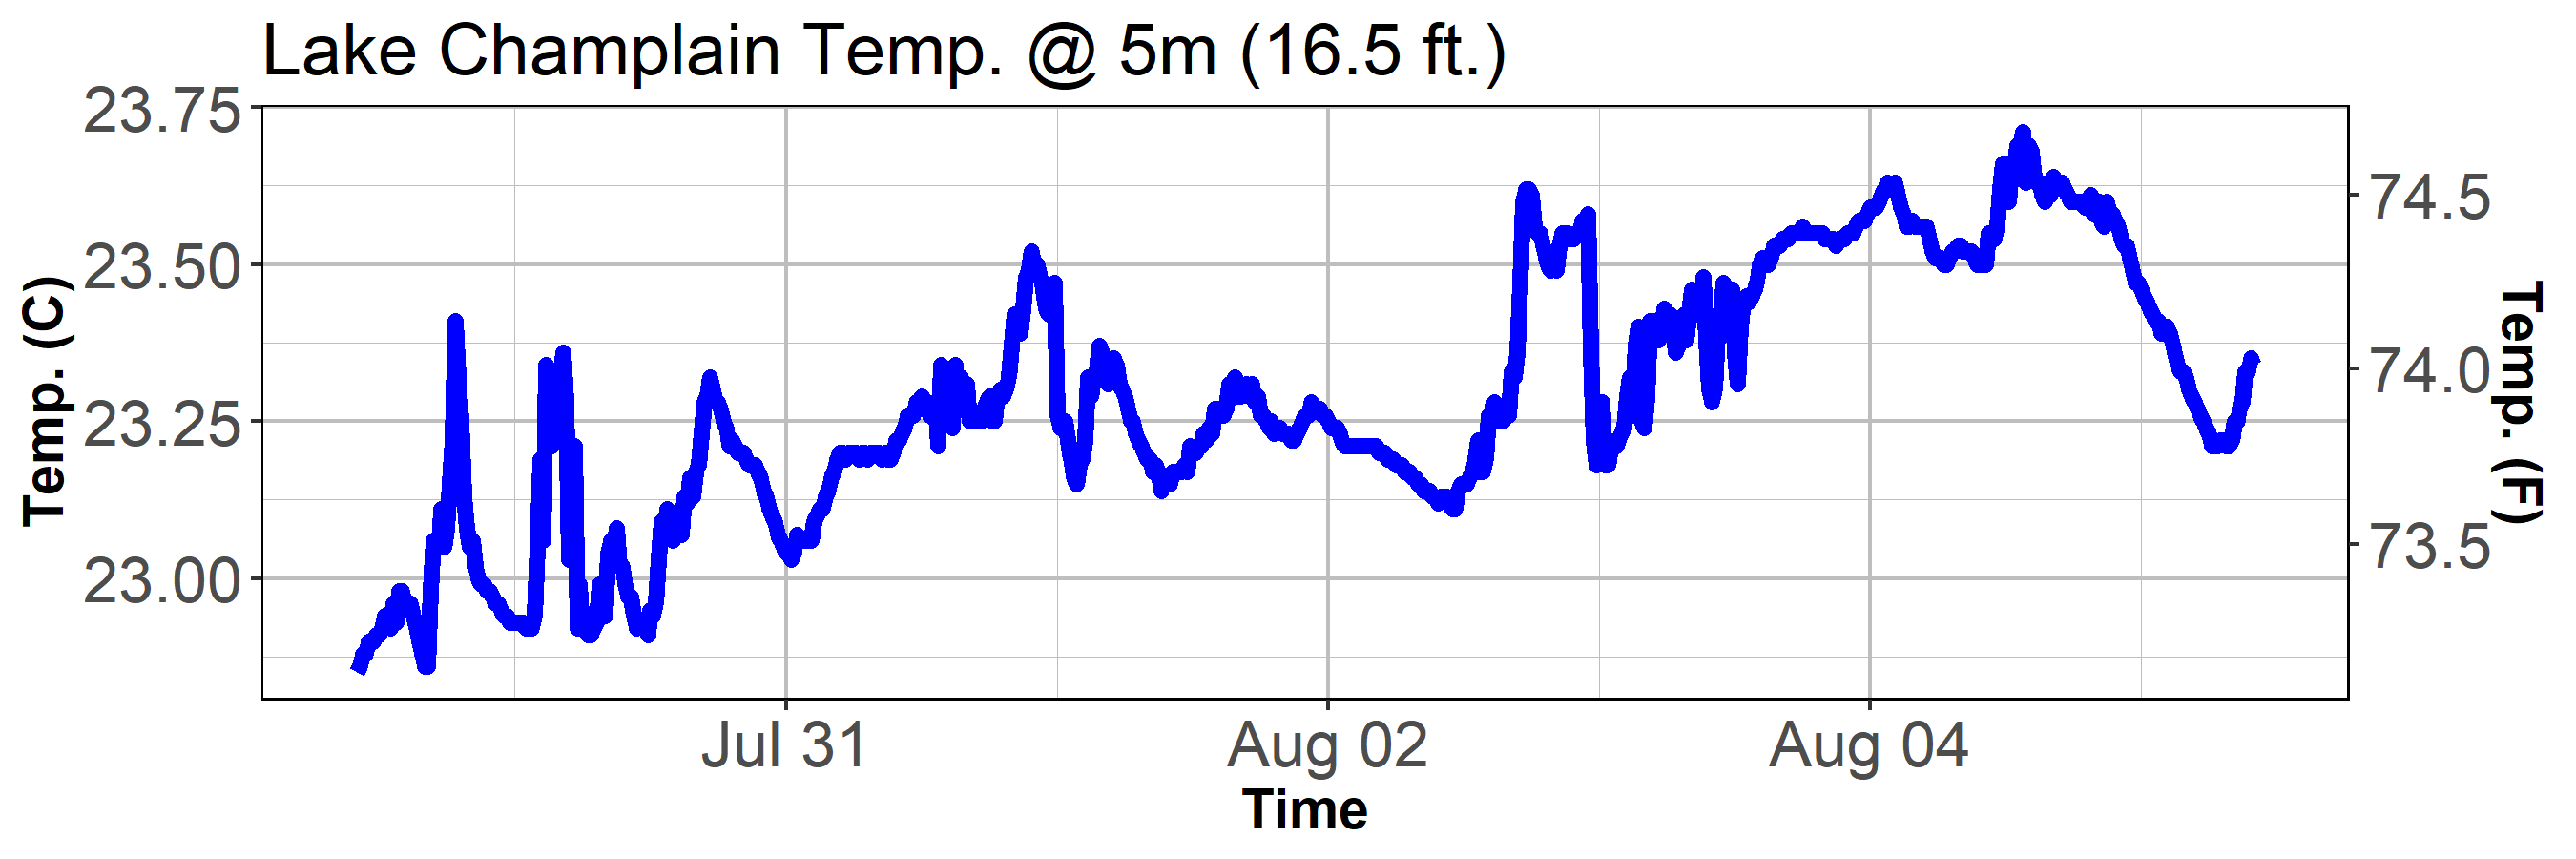 Lake Champlain Temp. @ 5m (16.5 ft.)
23.75
23.50
23.25
23.00
Temp. (C)
74.5
74.0
73.5
Temp. (F)
Jul 31
Aug 02
Aug 04
Time